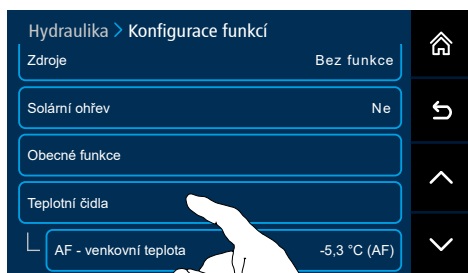 Hydraulika > Konfigurace funkcí
Zdroje Bez funkce
Solární ohřev Ne
Obecné funkce
Teplotní čidla
AF - venkovní teplota -5,3 °C (AF)